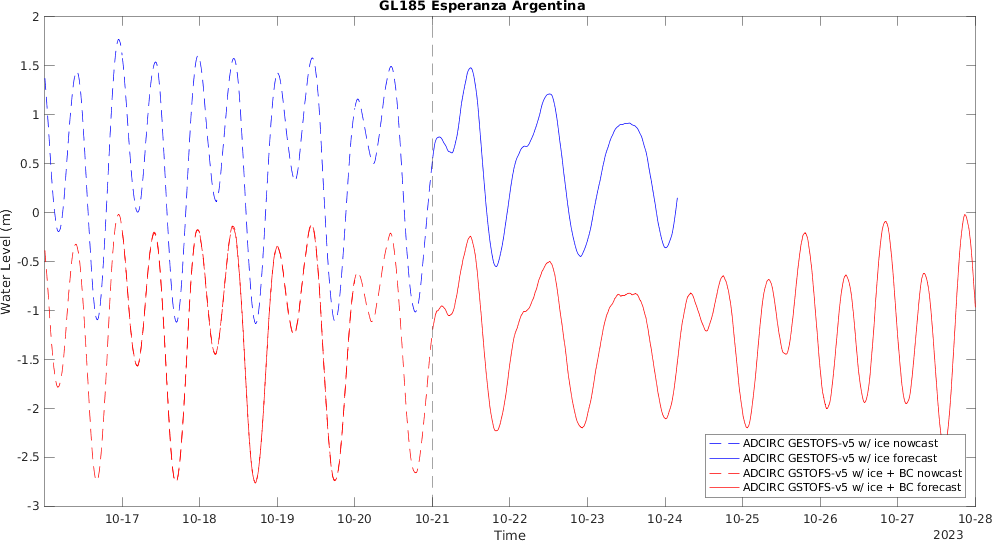 GL185 Esperanza Argentina
Water Level (m)
2
1.5
1
0.5
0
-0.5
-1
-1.5
-2
-2.5
-3
10-17 10-18 10-19 10-20 10-21 10-22 10-23 10-24 10-25 10-26 10-27 10-28
2023
Time
ADCIRC GESTOFS-v5 w/ ice nowcast
ADCIRC GESTOFS-v5 w/ ice forecast
ADCIRC GSTOFS-v5 w/ ice + BC nowcast
ADCIRC GSTOFS-v5 w/ ice + BC forecast